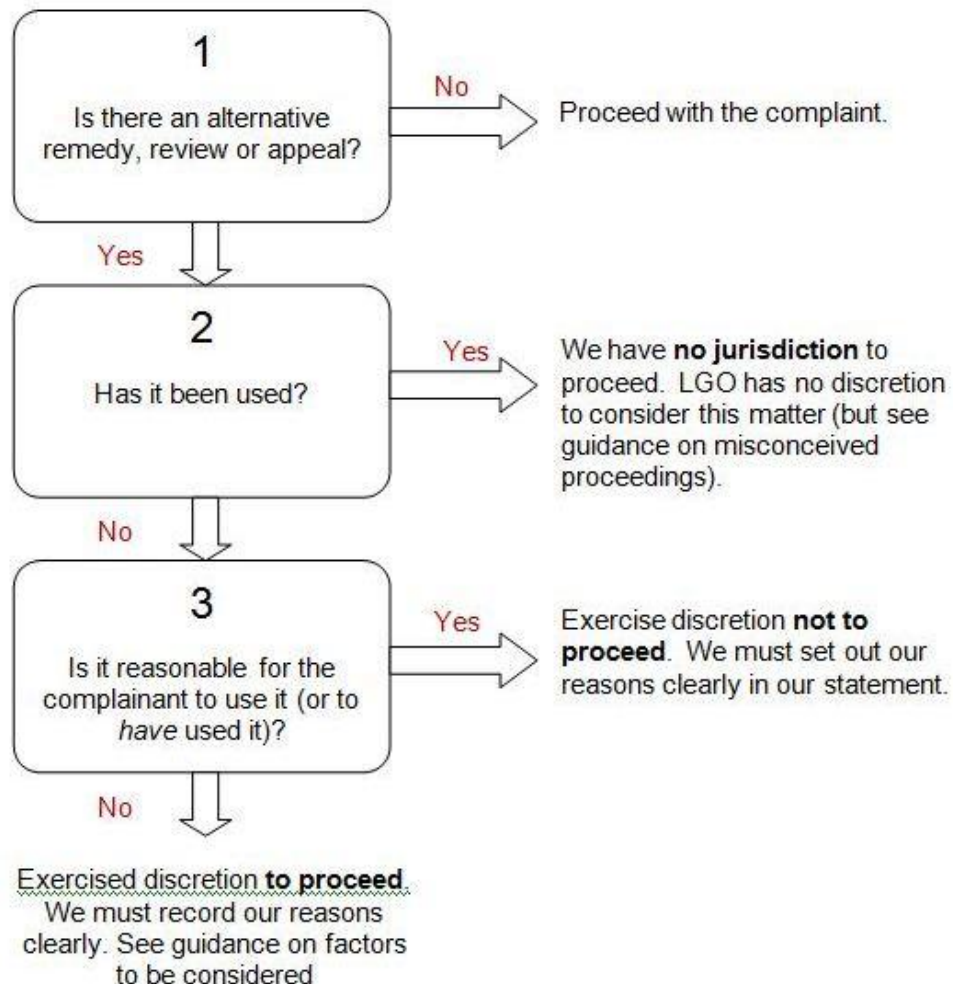 1
Is there an alternative
remedy, review or appeal?
No
Proceed with the complaint.
Yes
2
Has it been used?
Yes
We have no jurisdiction to
proceed. LGO has no discretion
to consider this matter (but see
guidance on misconceived
proceedings).
No
3
Is it reasonable for the
complainant to use it (or to
have used it)?
Yes
Exercise discretion not to
proceed. We must set out our
reasons clearly in our statement.
No
Exercised discretion to proceed.
We must record our reasons
clearly. See guidance on factors
to be considered